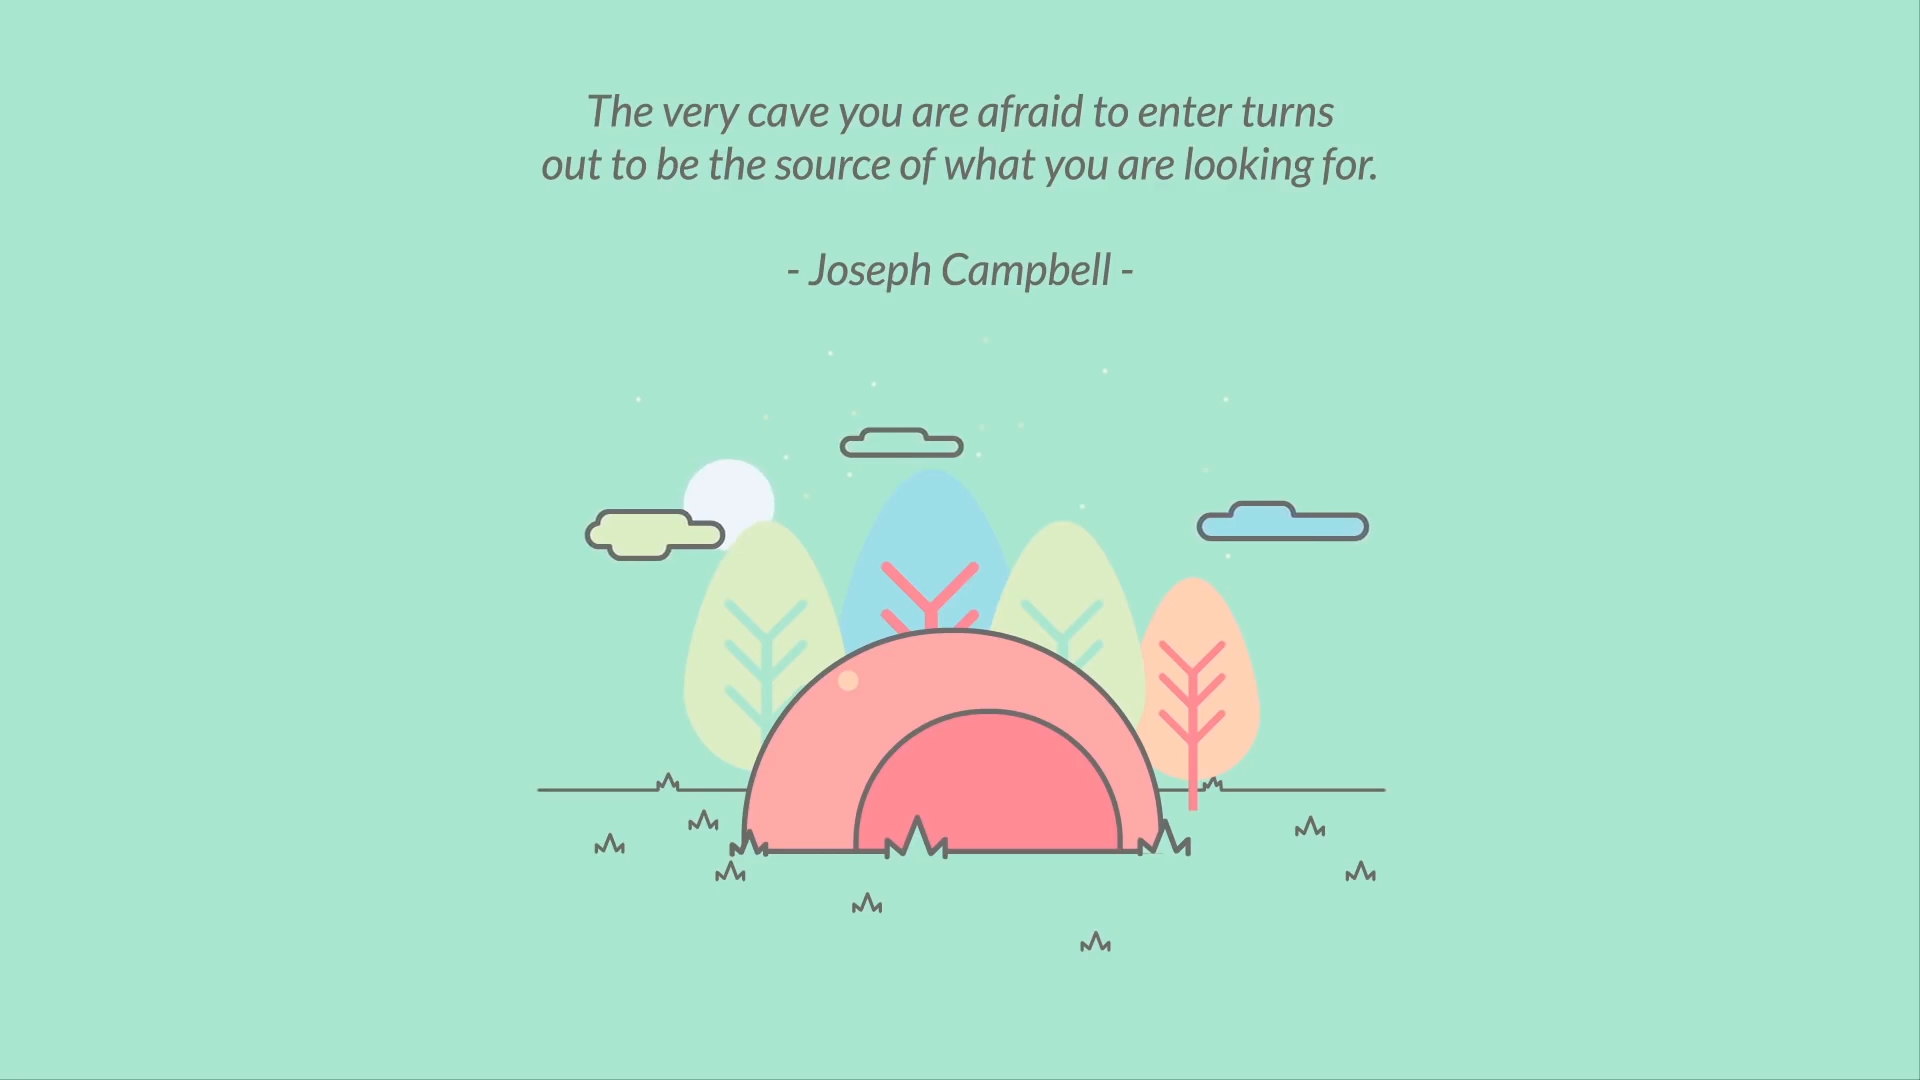 The very cave you are afraid to enter turns
out to be the source of what you are looking for.
- Joseph Campbell -